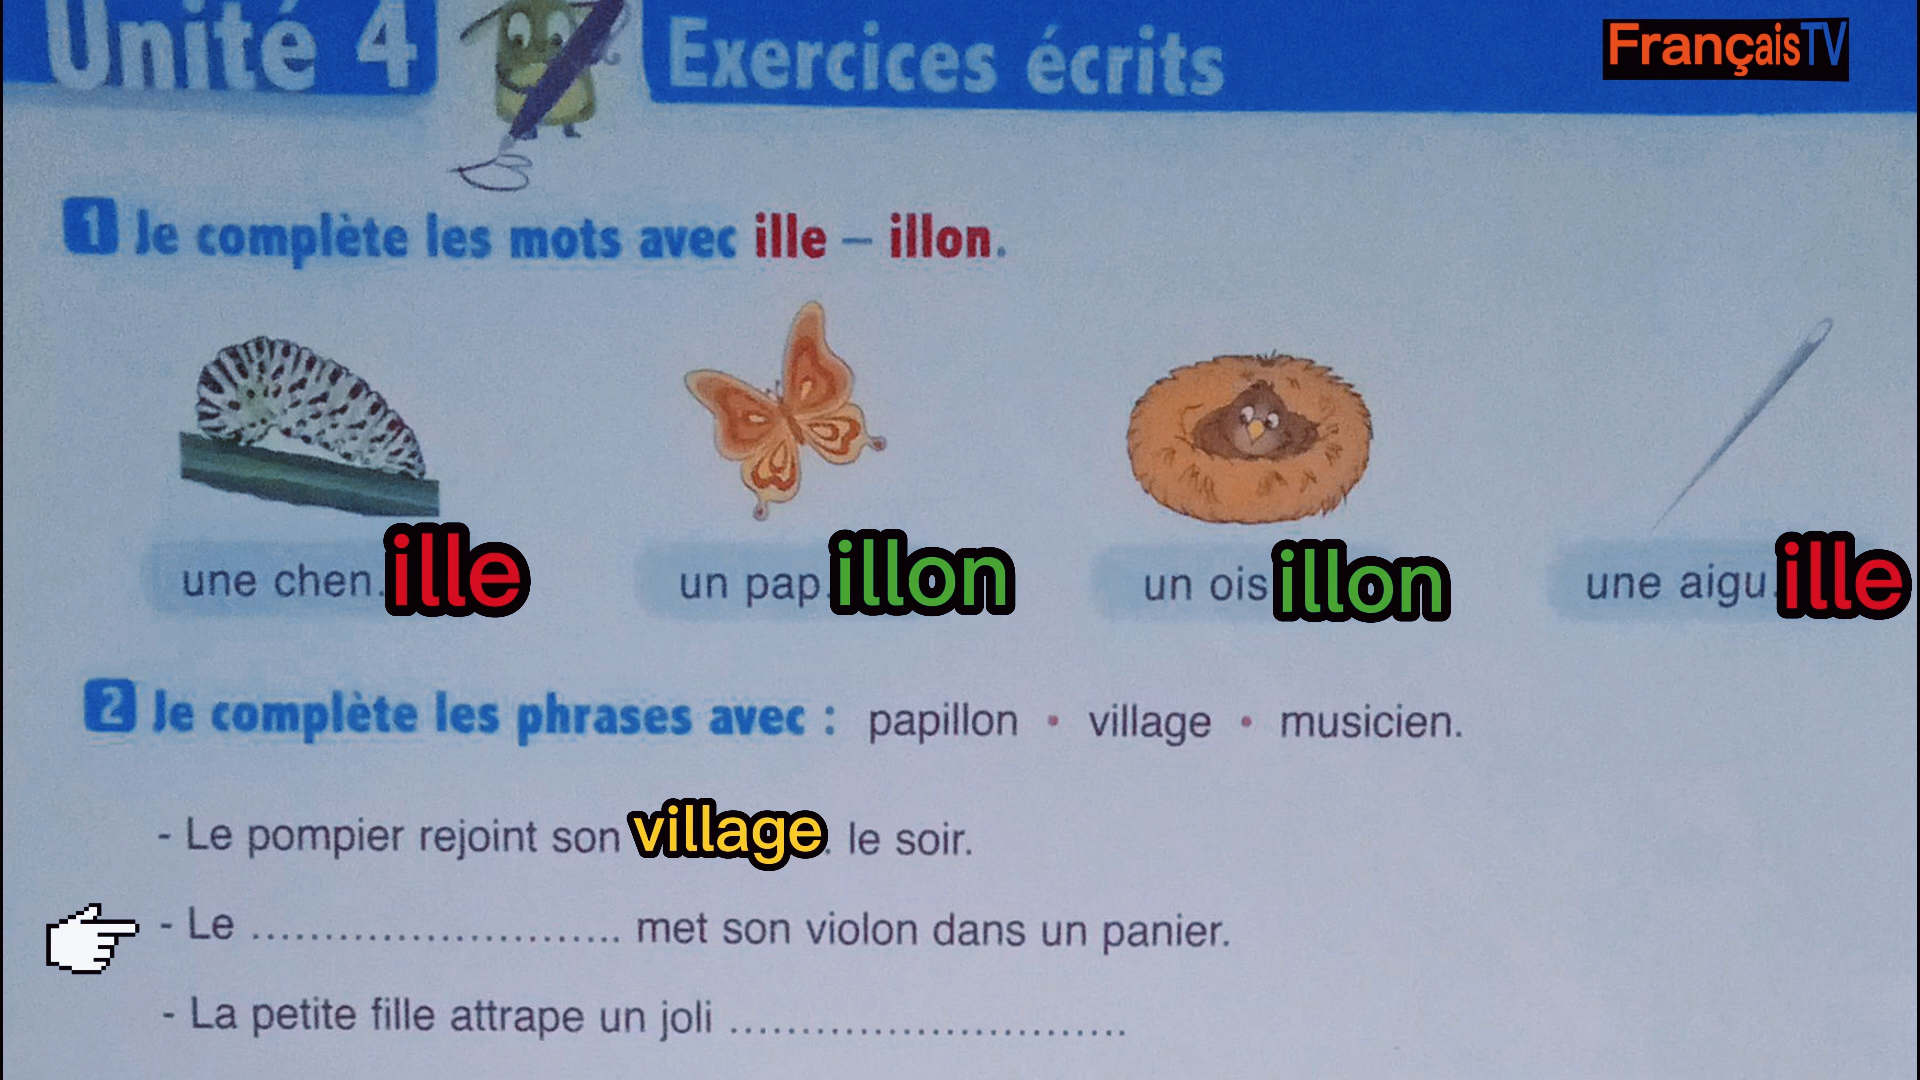 Unité 4 Exercices écrits FrançaisTV
1 Je complète les mots avec ille – illon.
une chen.ille un pap.illon un oisillon une aigu.ille
2 Je complète les phrases avec : papillon • village • musicien.
- Le pompier rejoint son village. le soir.
- Le .......................... met son violon dans un panier.
- La petite fille attrape un joli ............................